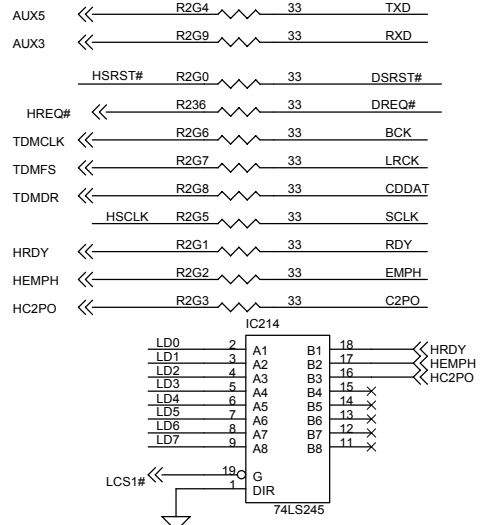 AUX5 R2G4 33 TXD
AUX3 R2G9 33 RXD
HSRST# R2G0 33 DSRST#
HREQ# R236 33 DREQ#
TDMCLK R2G6 33 BCK
TDMFS R2G7 33 LRCK
TDMDR R2G8 33 CDDAT
HSCLK R2G5 33 SCLK
HRDY R2G1 33 RDY
HEMPH R2G2 33 EMPH
HC2PO R2G3 33 C2PO
IC214
LD0 2 A1 B1 18 HRDY
LD1 3 A2 B2 17 HEMPH
LD2 4 A3 B3 16 HC2PO
LD3 5 A4 B4 15
LD4 6 A5 B5 14
LD5 7 A6 B6 13
LD6 8 A7 B7 12
LD7 9 A8 B8 11
LCS1# 19 G
1 DIR
74LS245